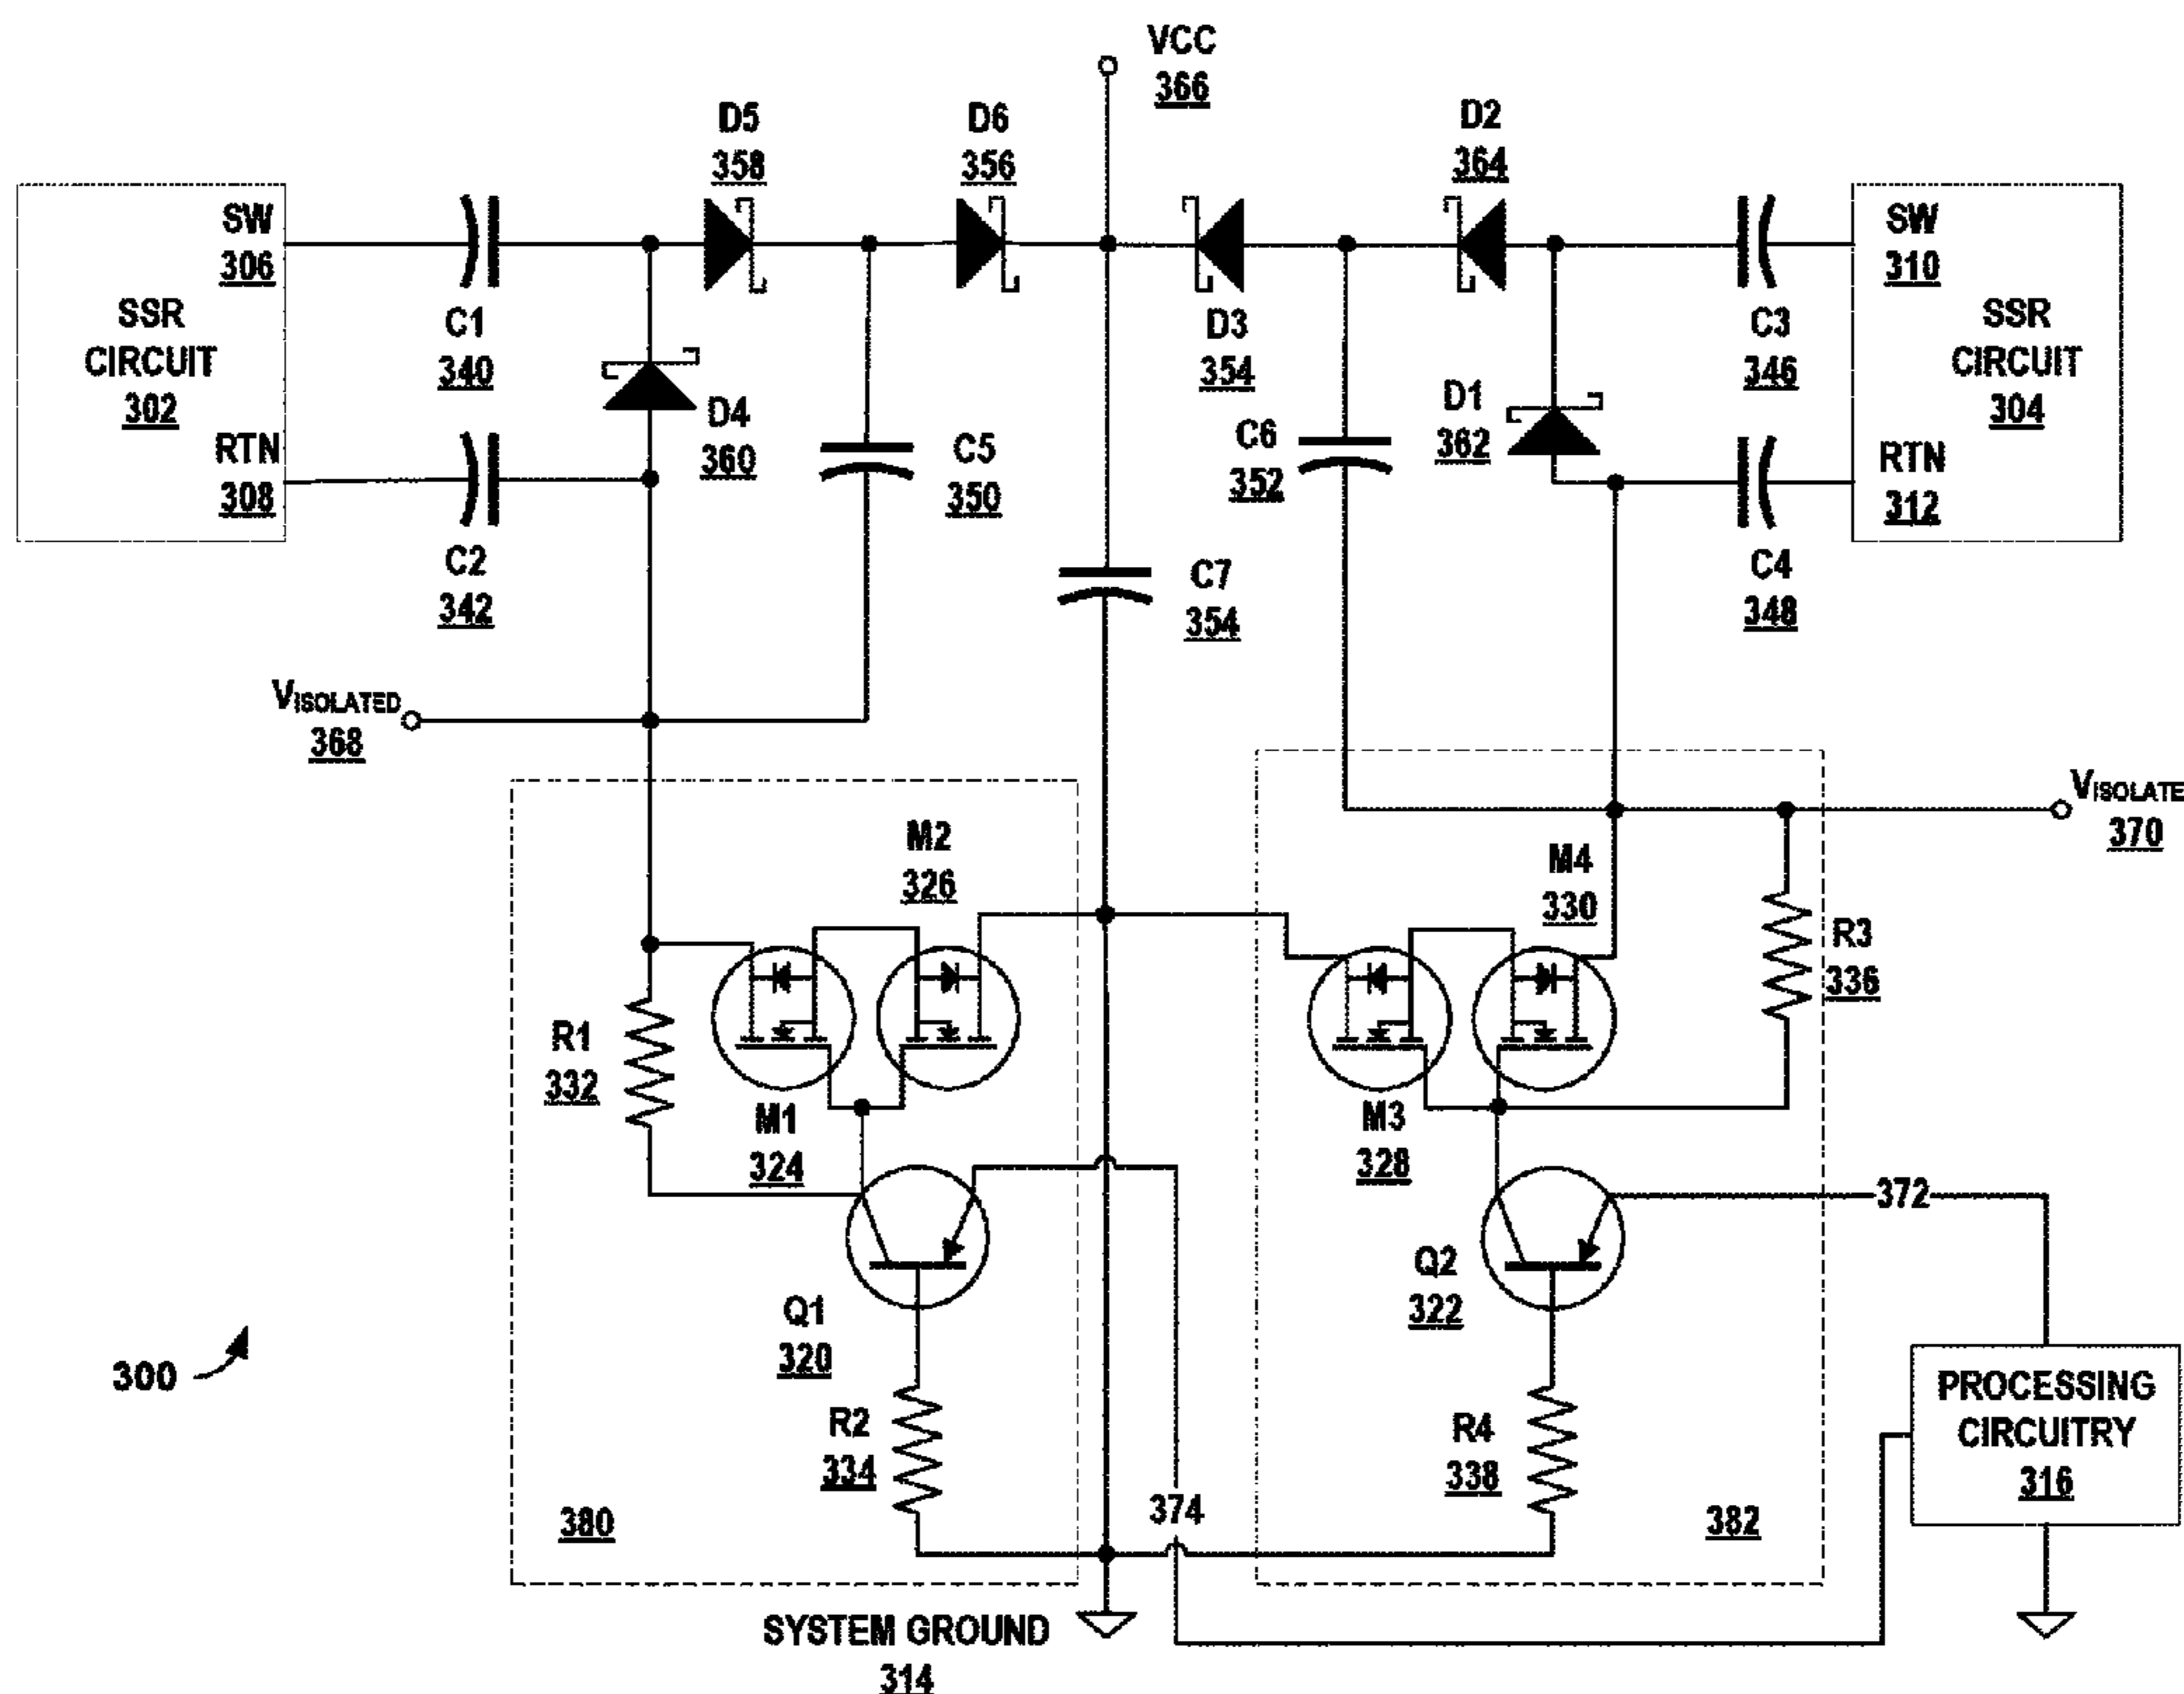 VCC
366
D5
358
D6
356
D2
364
SW
306
SSR
CIRCUIT
302
RTN
308
C1
340
C2
342
D4
360
C5
350
D3
354
C6
352
D1
362
C3
346
C4
348
SW
310
SSR
CIRCUIT
304
RTN
312
C7
354
VISOLATED
368
VISOLATE
370
M2
326
M4
330
R3
336
R1
332
M1
324
M3
328
372
Q1
320
Q2
322
R2
334
R4
338
374
380
382
300
PROCESSING
CIRCUITRY
316
SYSTEM GROUND
314